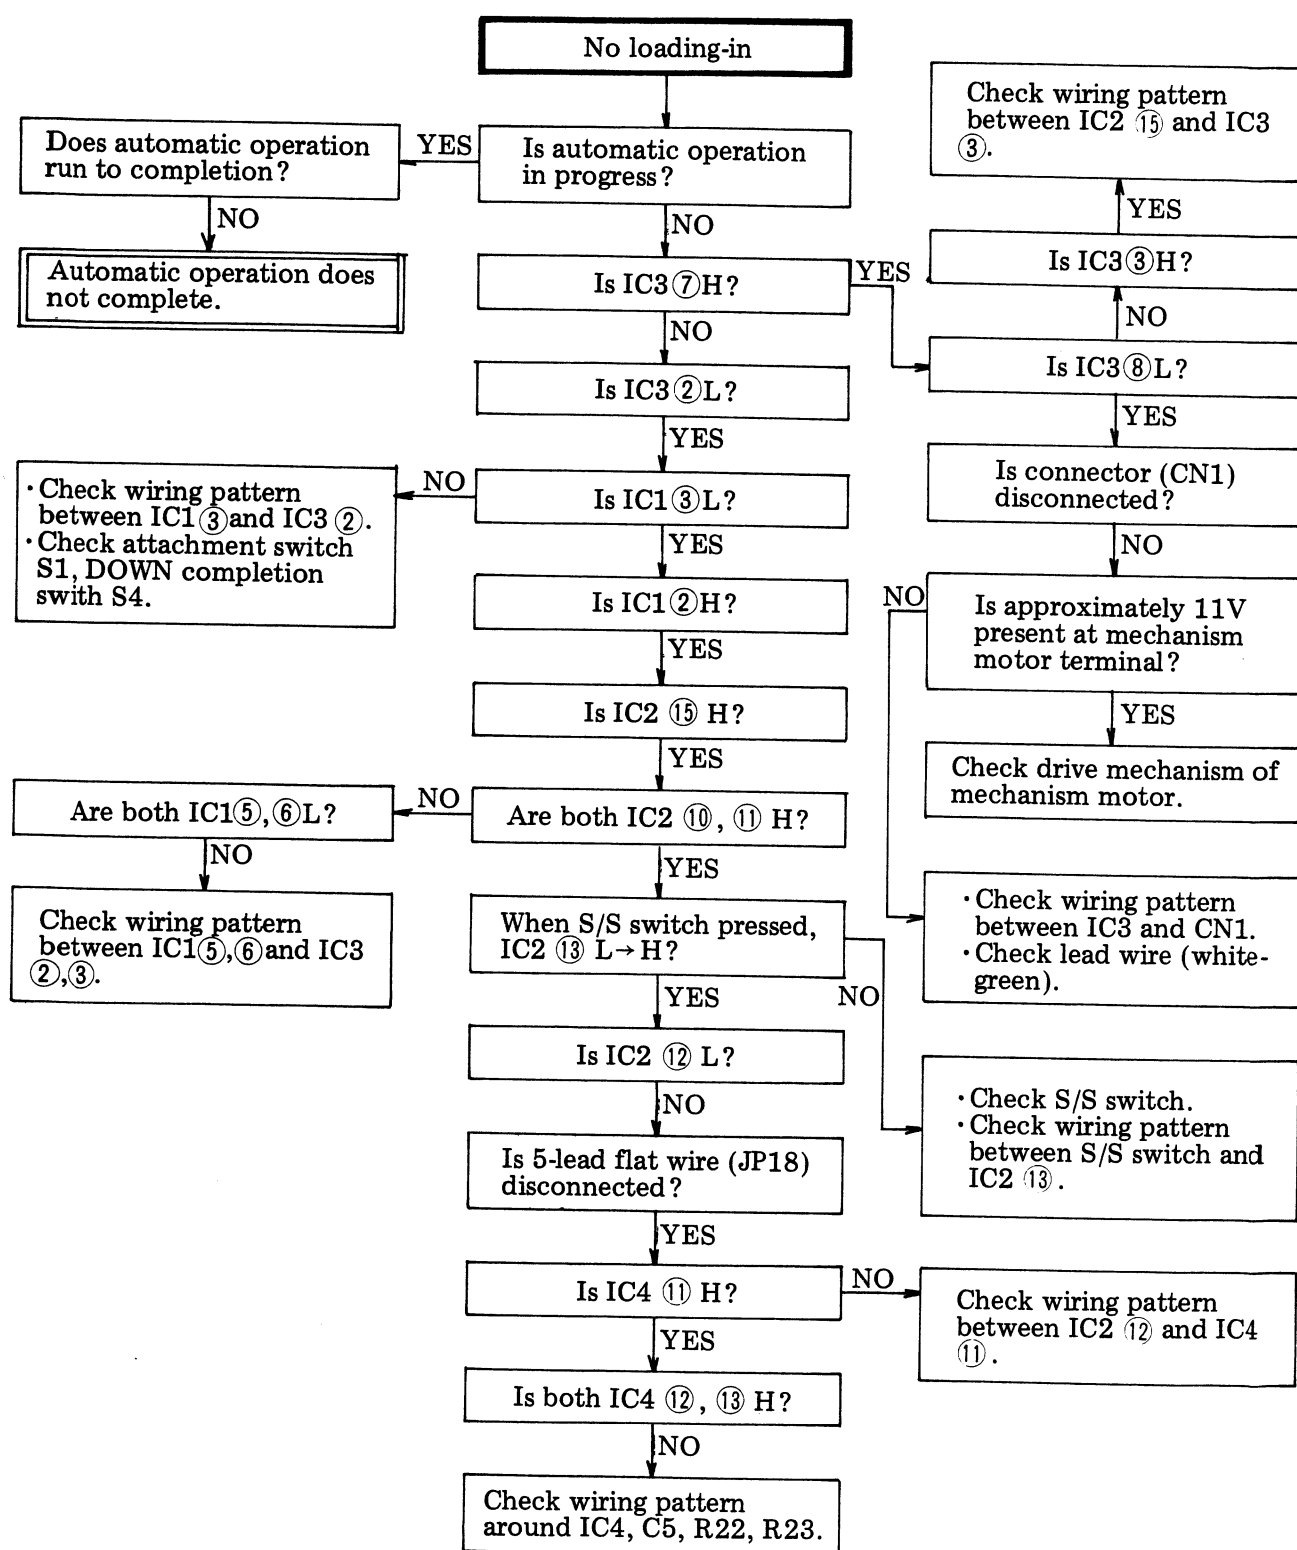 No loading-in
Is automatic operation
in progress?
YES
Does automatic operation
run to completion?
NO
Automatic operation does
not complete.
NO
Is IC3⑦H?
YES
NO
Is IC3②L?
YES
Is IC1③L?
NO
·Check wiring pattern
between IC1③and IC3②.
·Check attachment switch
S1, DOWN completion
swith S4.
YES
Is IC1②H?
YES
Is IC2 ⑮ H?
YES
Are both IC2 ⑩, ⑪ H?
NO
Are both IC1⑤,⑥L?
NO
Check wiring pattern
between IC1⑤,⑥and IC3
②,③.
YES
When S/S switch pressed,
IC2 ⑬ L→H?
YES
NO
Is IC2 ⑫ L?
NO
Is 5-lead flat wire (JP18)
disconnected?
YES
Is IC4 ⑪ H?
NO
Check wiring pattern
between IC2 ⑫ and IC4
⑪.
YES
Is both IC4 ⑫, ⑬ H?
NO
Check wiring pattern
around IC4, C5, R22, R23.
Check wiring pattern
between IC2 ⑮ and IC3
③.
YES
Is IC3③H?
NO
Is IC3⑧L?
YES
Is connector (CN1)
disconnected?
NO
Is approximately 11V
present at mechanism
motor terminal?
NO
YES
Check drive mechanism of
mechanism motor.
·Check wiring pattern
between IC3 and CN1.
·Check lead wire (white-
green).
·Check S/S switch.
·Check wiring pattern
between S/S switch and
IC2 ⑬.